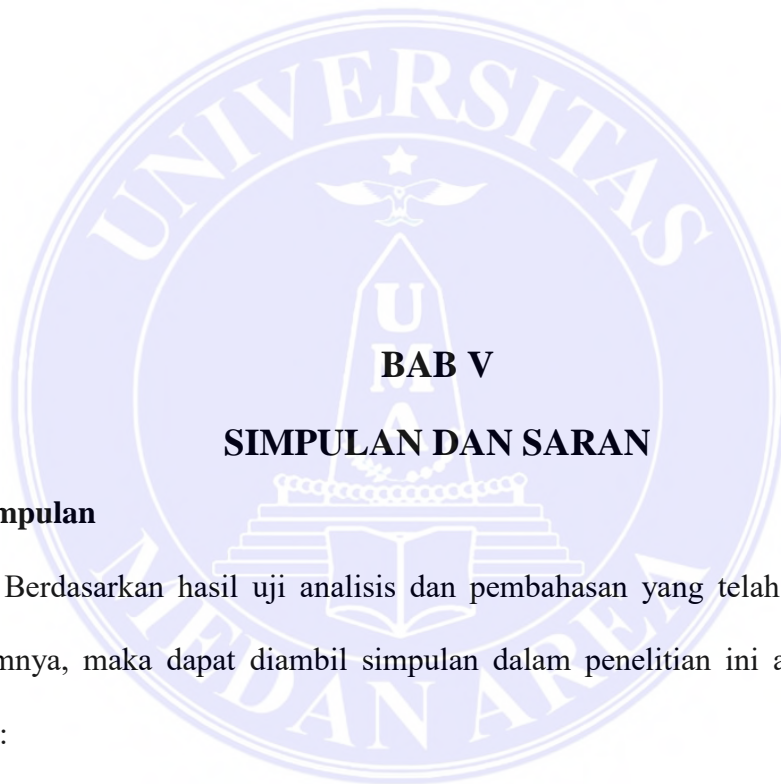 UNIVERSITAS
UMA
BAB V
SIMPULAN DAN SARAN
mpulan
Berdasarkan hasil uji analisis dan pembahasan yang telah
mnya, maka dapat diambil simpulan dalam penelitian ini a
:
MEDAN AREA